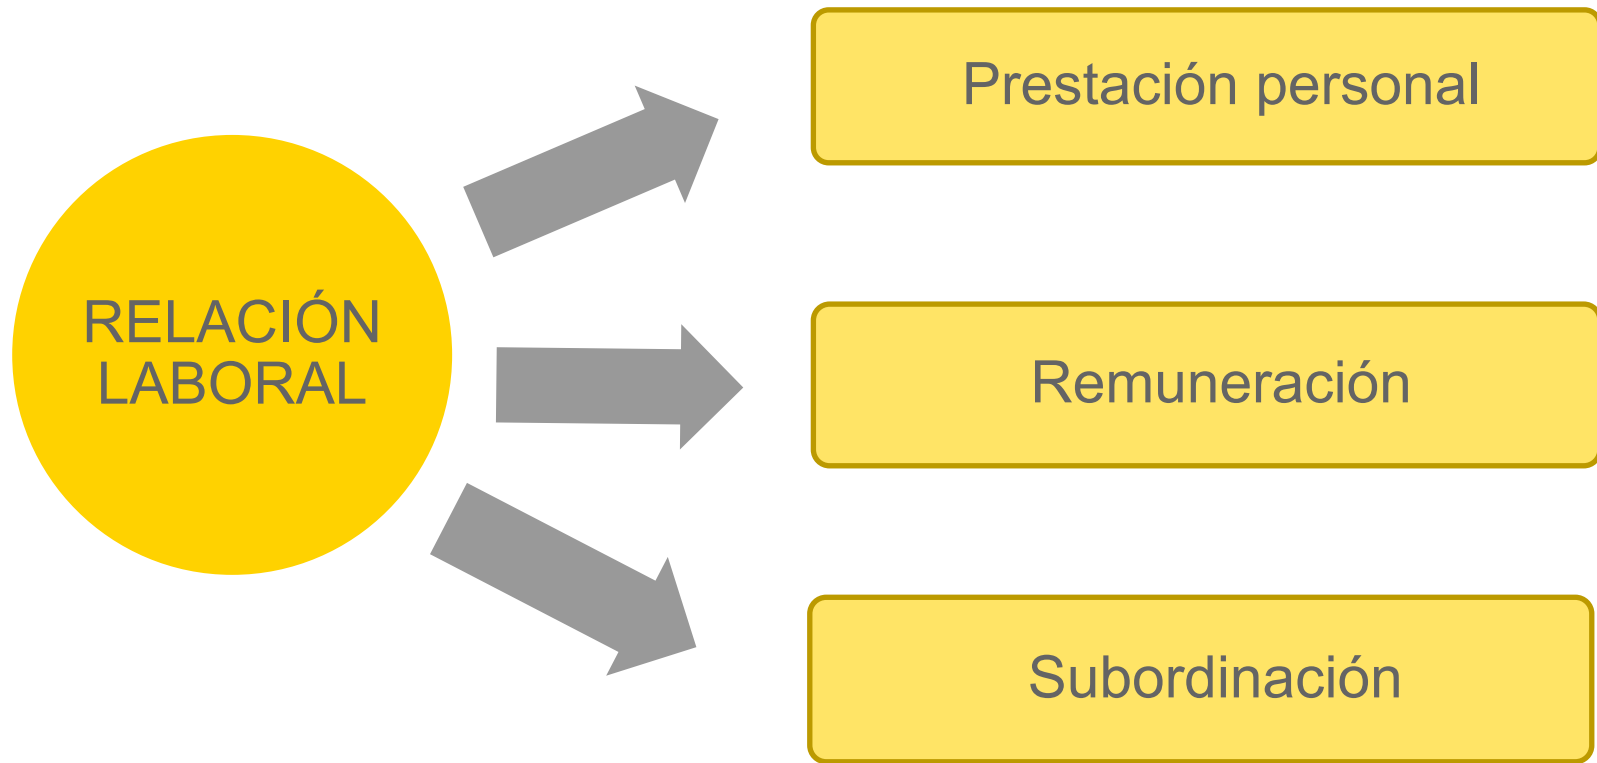 RELACIÓN
LABORAL
Prestación personal
Remuneración
Subordinación